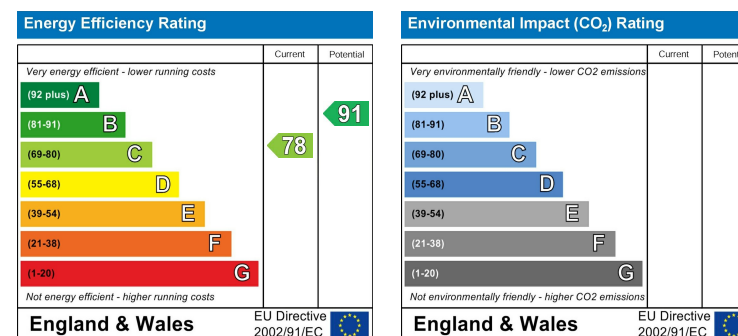 Energy Efficiency Rating
Current Potential
Very energy efficient - lower running costs
(92 plus) A
(81-91) B
(69-80) C
(55-68) D
(39-54) E
(21-38) F
(1-20) G
78
91
Not energy efficient - higher running costs
England & Wales
EU Directive
2002/91/EC
Environmental Impact (CO₂) Rating
Current Potent
Very environmentally friendly - lower CO2 emissions
(92 plus) A
(81-91) B
(69-80) C
(55-68) D
(39-54) E
(21-38) F
(1-20) G
Not environmentally friendly - higher CO2 emissions
England & Wales
EU Directive
2002/91/EC